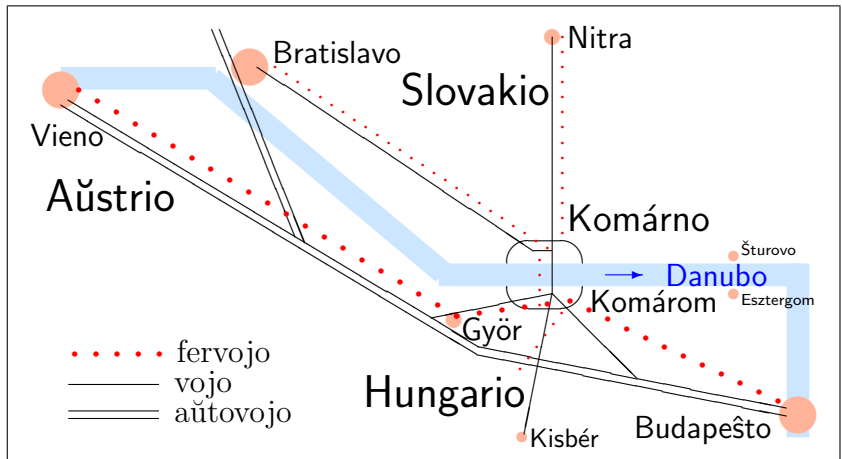 Bratislavo
Nitra
Slovakio
Vieno
Aŭstrio
Komárno
Šturovo
Danubo
Esztergom
Komárom
Györ
fervojo
vojo
aŭtovojo
Hungario
Budapeŝto
Kisbér